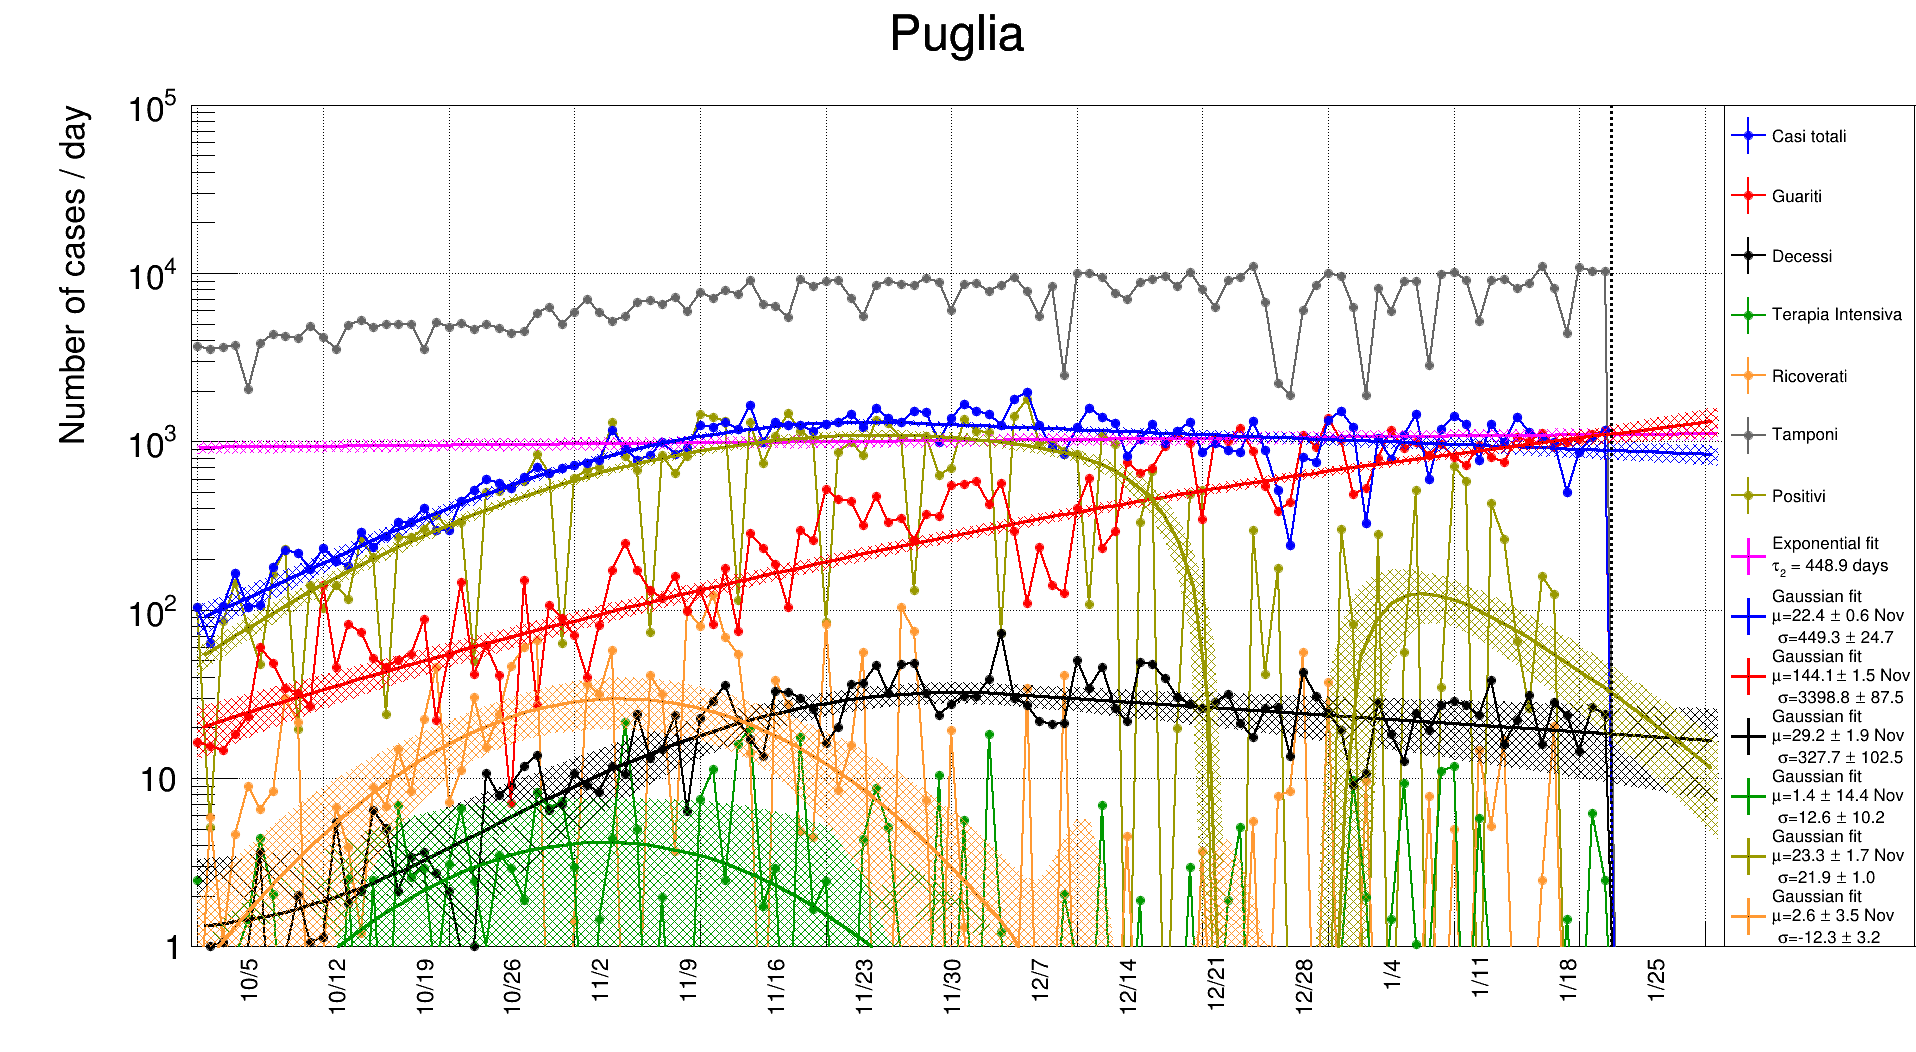 Puglia
Number of cases / day
10^5
10^4
10^3
10^2
10
1
10/5
10/12
10/19
10/26
11/2
11/9
11/16
11/23
11/30
12/7
12/14
12/21
12/28
1/4
1/11
1/18
1/25
Casi totali
Guariti
Decessi
Terapia Intensiva
Ricoverati
Tamponi
Positivi
Exponential fit
τ₂ = 448.9 days
Gaussian fit
μ=22.4 ± 0.6 Nov
σ=449.3 ± 24.7
Gaussian fit
μ=144.1 ± 1.5 Nov
σ=3398.8 ± 87.5
Gaussian fit
μ=29.2 ± 1.9 Nov
σ=327.7 ± 102.5
Gaussian fit
μ=1.4 ± 14.4 Nov
σ=12.6 ± 10.2
Gaussian fit
μ=23.3 ± 1.7 Nov
σ=21.9 ± 1.0
Gaussian fit
μ=2.6 ± 3.5 Nov
σ=-12.3 ± 3.2